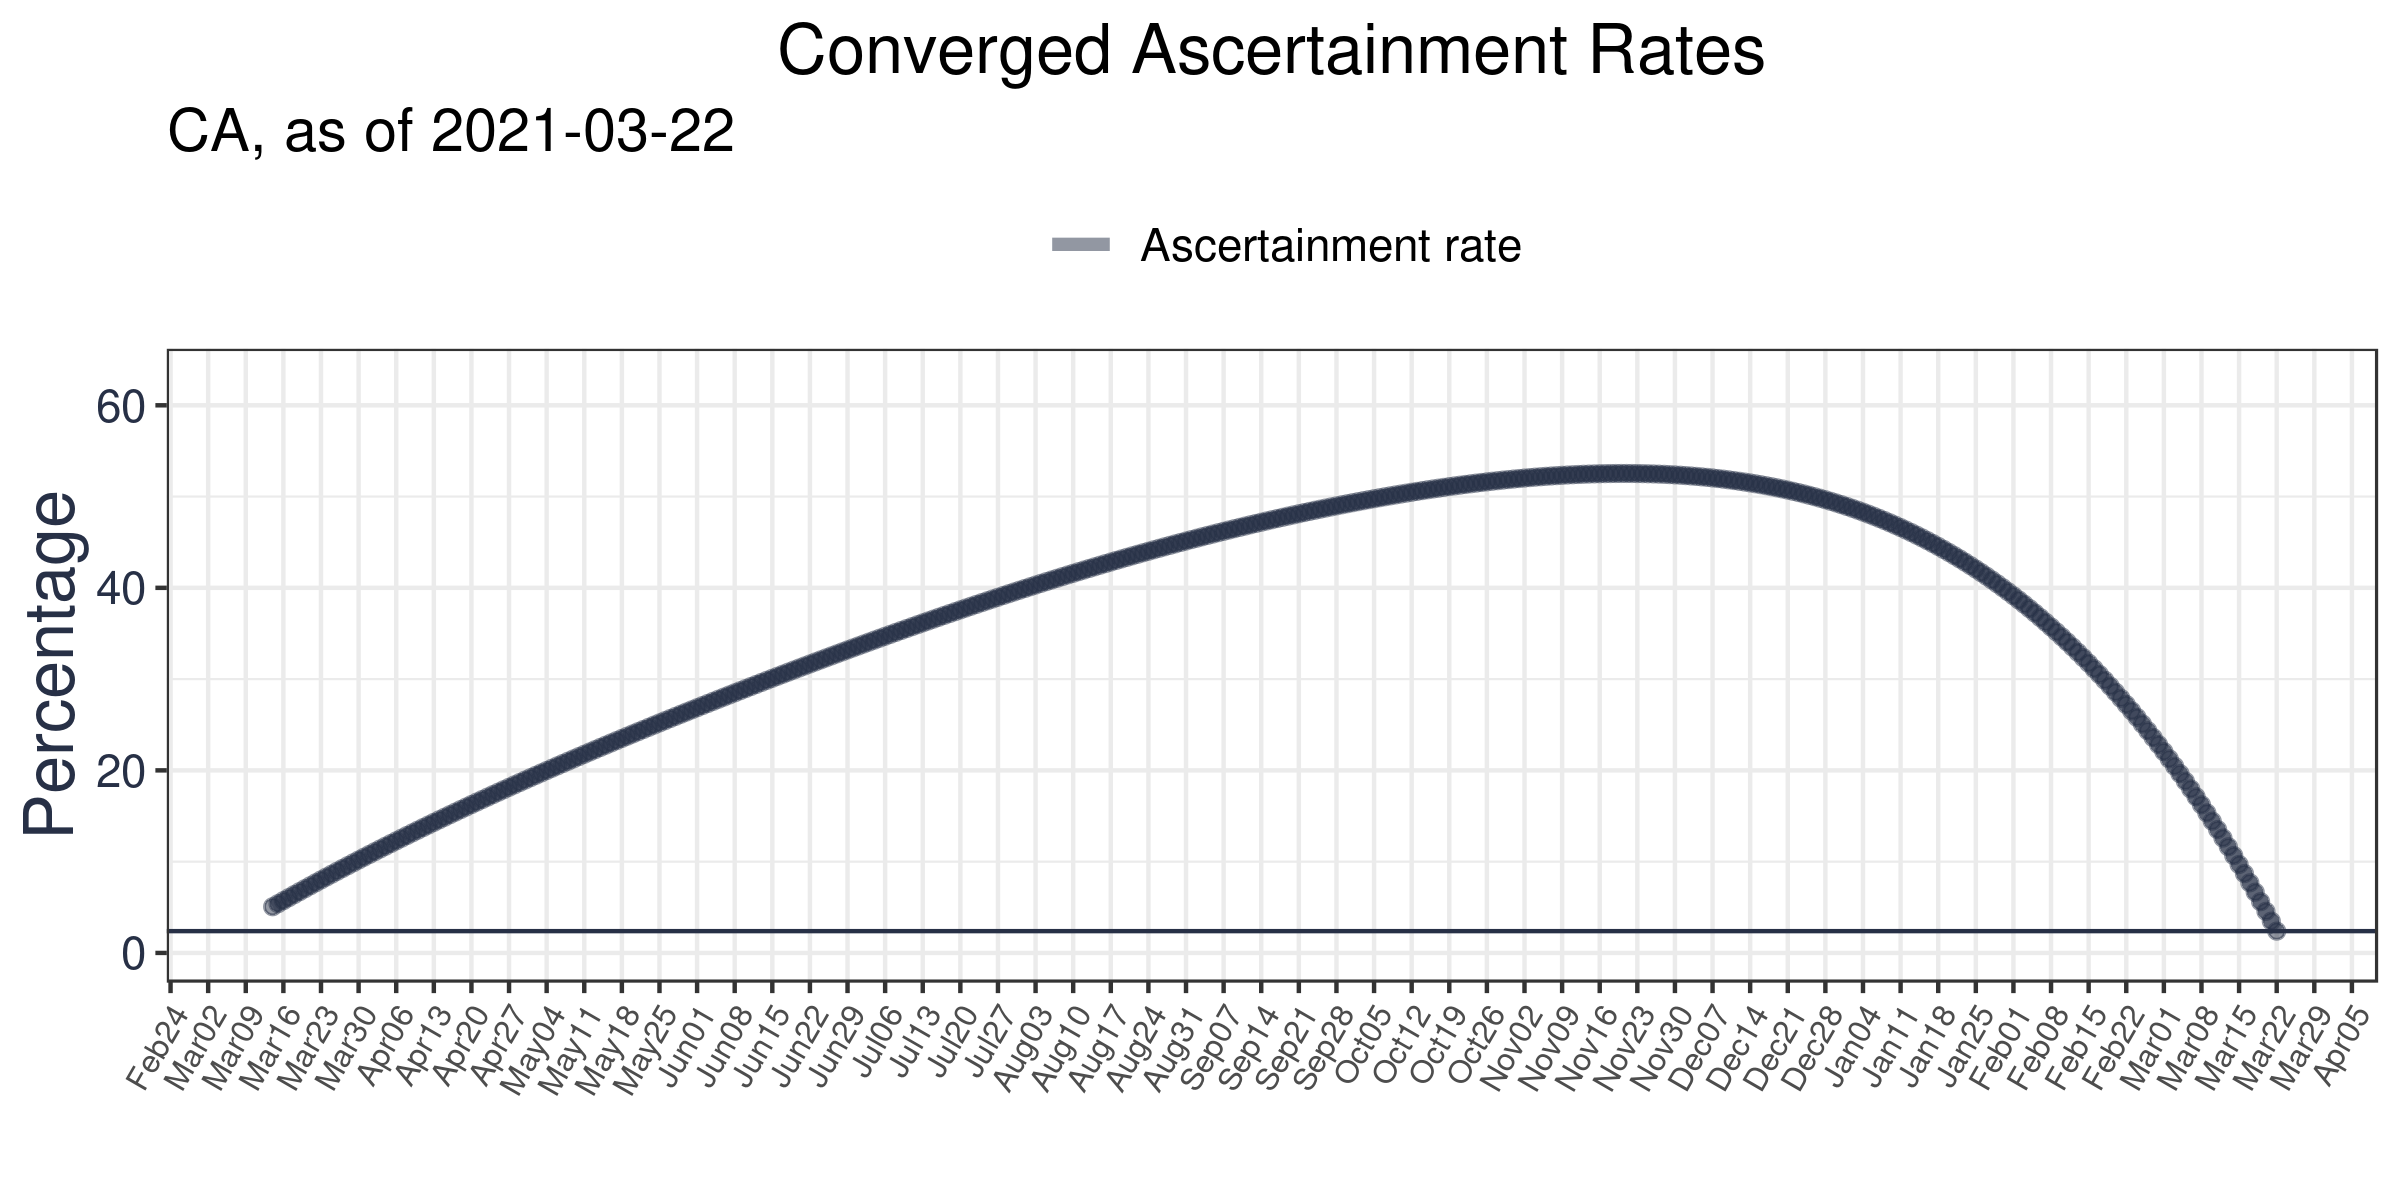 Converged Ascertainment Rates
CA, as of 2021-03-22
Ascertainment rate
Percentage
60
40
20
0
Feb24
Mar02
Mar09
Mar16
Mar23
Mar30
Apr06
Apr13
Apr20
Apr27
May04
May11
May18
May25
Jun01
Jun08
Jun15
Jun22
Jun29
Jul06
Jul13
Jul20
Jul27
Aug03
Aug10
Aug17
Aug24
Aug31
Sep07
Sep14
Sep21
Sep28
Oct05
Oct12
Oct19
Oct26
Nov02
Nov09
Nov16
Nov23
Nov30
Dec07
Dec14
Dec21
Dec28
Jan04
Jan11
Jan18
Jan25
Feb01
Feb08
Feb15
Feb22
Mar01
Mar08
Mar15
Mar22
Mar29
Apr05